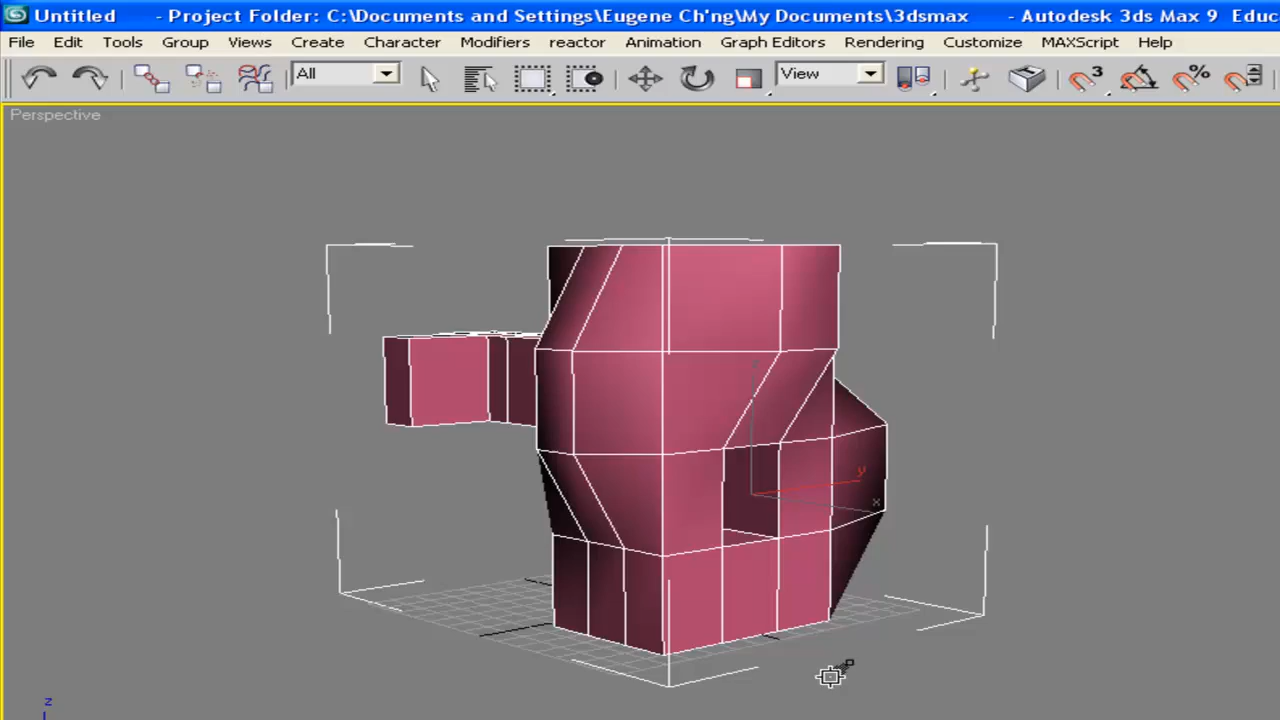 Untitled - Project Folder: C:\Documents and Settings\Eugene Ch'ng\My Documents\3dsmax - Autodesk 3ds Max 9 Educ
File Edit Tools Group Views Create Character Modifiers reactor Animation Graph Editors Rendering Customize MAXScript Help
All View 3 %
Perspective
y
x
z